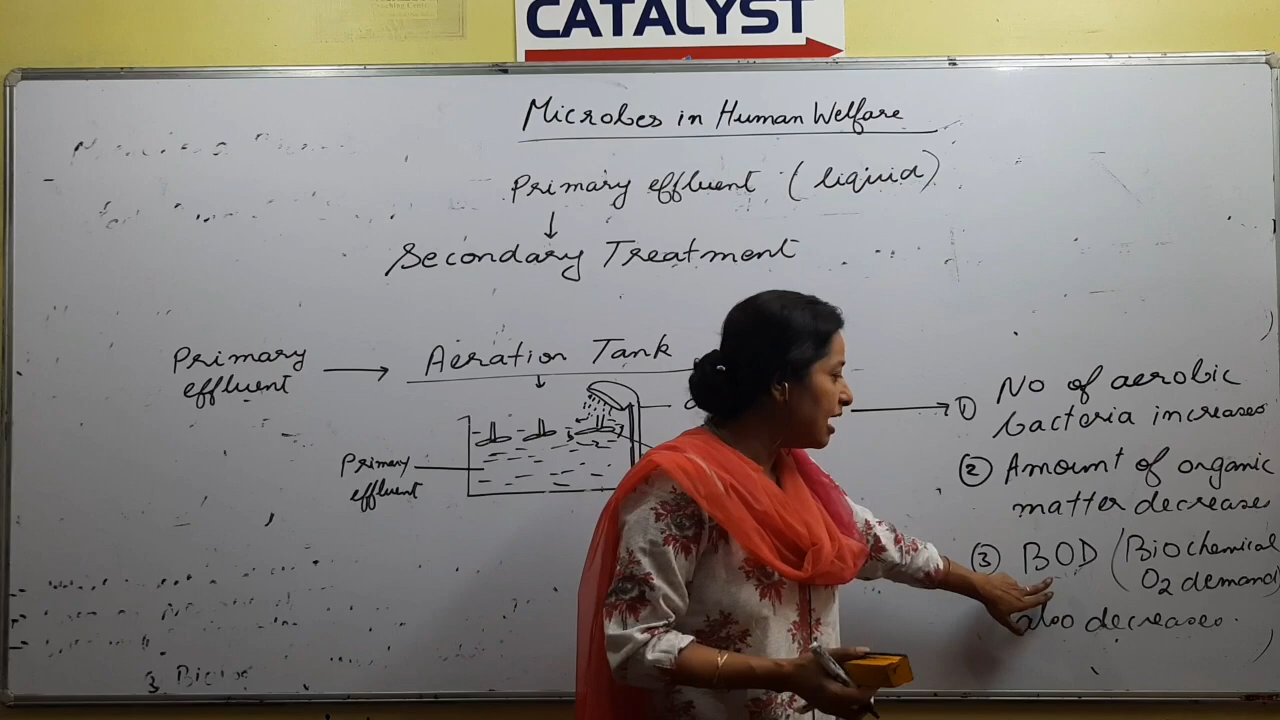 CATALYST
Microbes in Human Welfare
Primary effluent (liquid)
↓
Secondary Treatment
Primary
effluent
→
Aeration Tank
↓
Primary
effluent
→
① No of aerobic
bacteria increases
② Amount of organic
matter decreases
③ BOD (Biochemical
O2 demand)
also decreases.